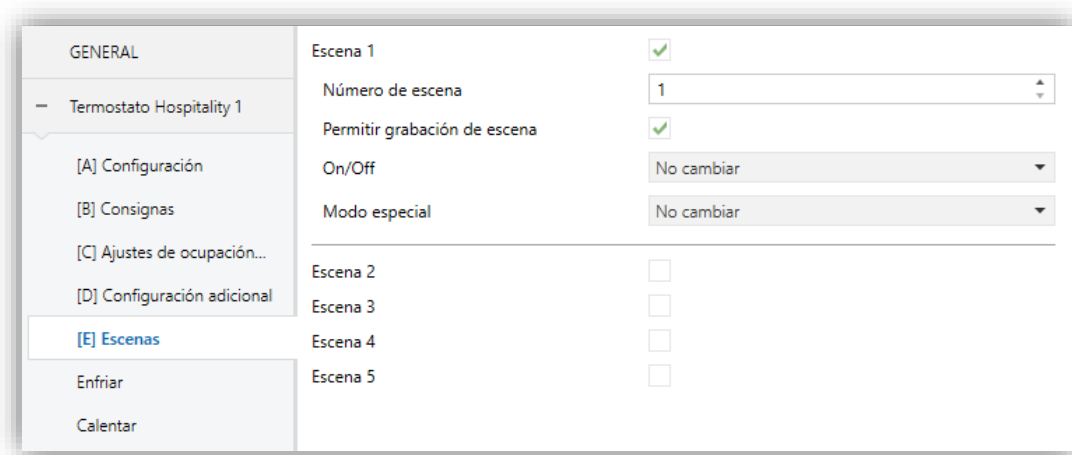 GENERAL
Termostato Hospitality 1
[A] Configuración
[B] Consignas
[C] Ajustes de ocupación...
[D] Configuración adicional
[E] Escenas
Enfriar
Calentar
Escena 1
Número de escena 1
Permitir grabación de escena
On/Off No cambiar
Modo especial No cambiar
Escena 2
Escena 3
Escena 4
Escena 5